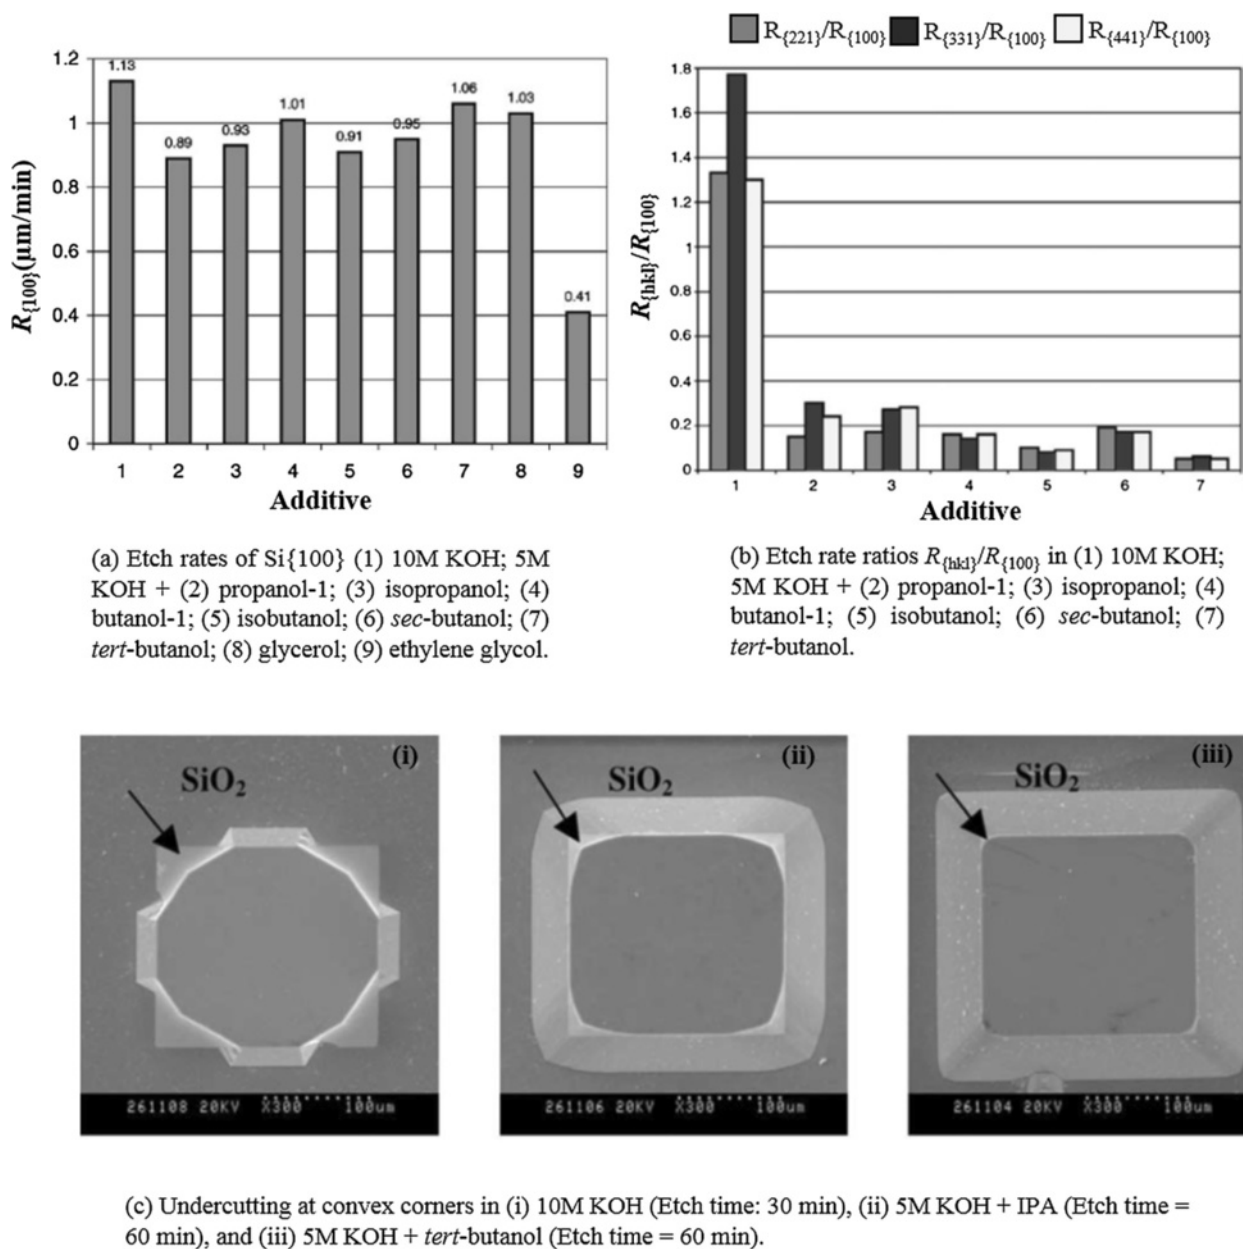 R{221}/R{100} R{331}/R{100} R{441}/R{100}
R{100}(µm/min)
1.2
1
0.8
0.6
0.4
0.2
0
1.13
0.89
0.93
1.01
0.91
0.95
1.06
1.03
0.41
1 2 3 4 5 6 7 8 9
Additive
R{hkl}/R{100}
1.8
1.6
1.4
1.2
1
0.8
0.6
0.4
0.2
0
1 2 3 4 5 6 7
Additive
(a) Etch rates of Si{100} (1) 10M KOH; 5M
KOH + (2) propanol-1; (3) isopropanol; (4)
butanol-1; (5) isobutanol; (6) sec-butanol; (7)
tert-butanol; (8) glycerol; (9) ethylene glycol.
(b) Etch rate ratios R{hkl}/R{100} in (1) 10M KOH;
5M KOH + (2) propanol-1; (3) isopropanol; (4)
butanol-1; (5) isobutanol; (6) sec-butanol; (7)
tert-butanol.
(i)
SiO2
261108 20KV X300 100um
(ii)
SiO2
261106 20KV X300 100um
(iii)
SiO2
261104 20KV X300 100um
(c) Undercutting at convex corners in (i) 10M KOH (Etch time: 30 min), (ii) 5M KOH + IPA (Etch time =
60 min), and (iii) 5M KOH + tert-butanol (Etch time = 60 min).